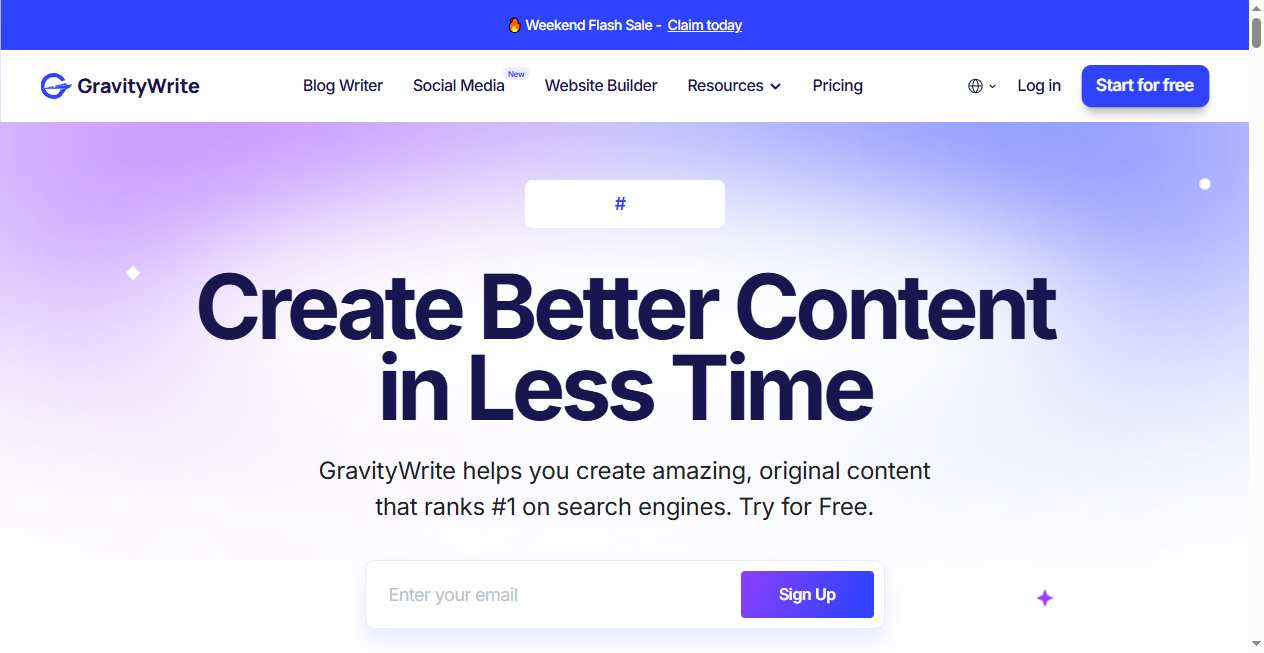 🔥 Weekend Flash Sale - Claim today
GravityWrite
Blog Writer
Social Media
New
Website Builder
Resources
Pricing
Log in
Start for free
#
Create Better Content
in Less Time
GravityWrite helps you create amazing, original content
that ranks #1 on search engines. Try for Free.
Enter your email
Sign Up